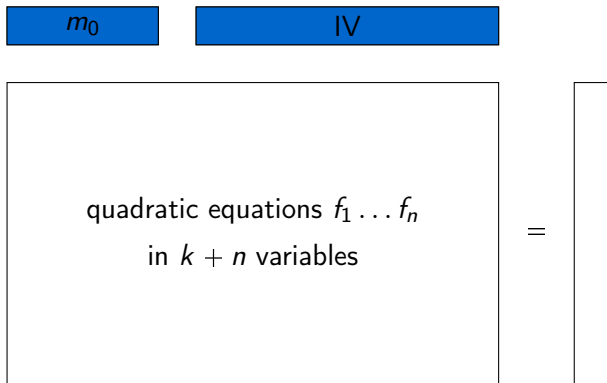 m₀ IV
quadratic equations f₁ … fₙ
in k + n variables
=